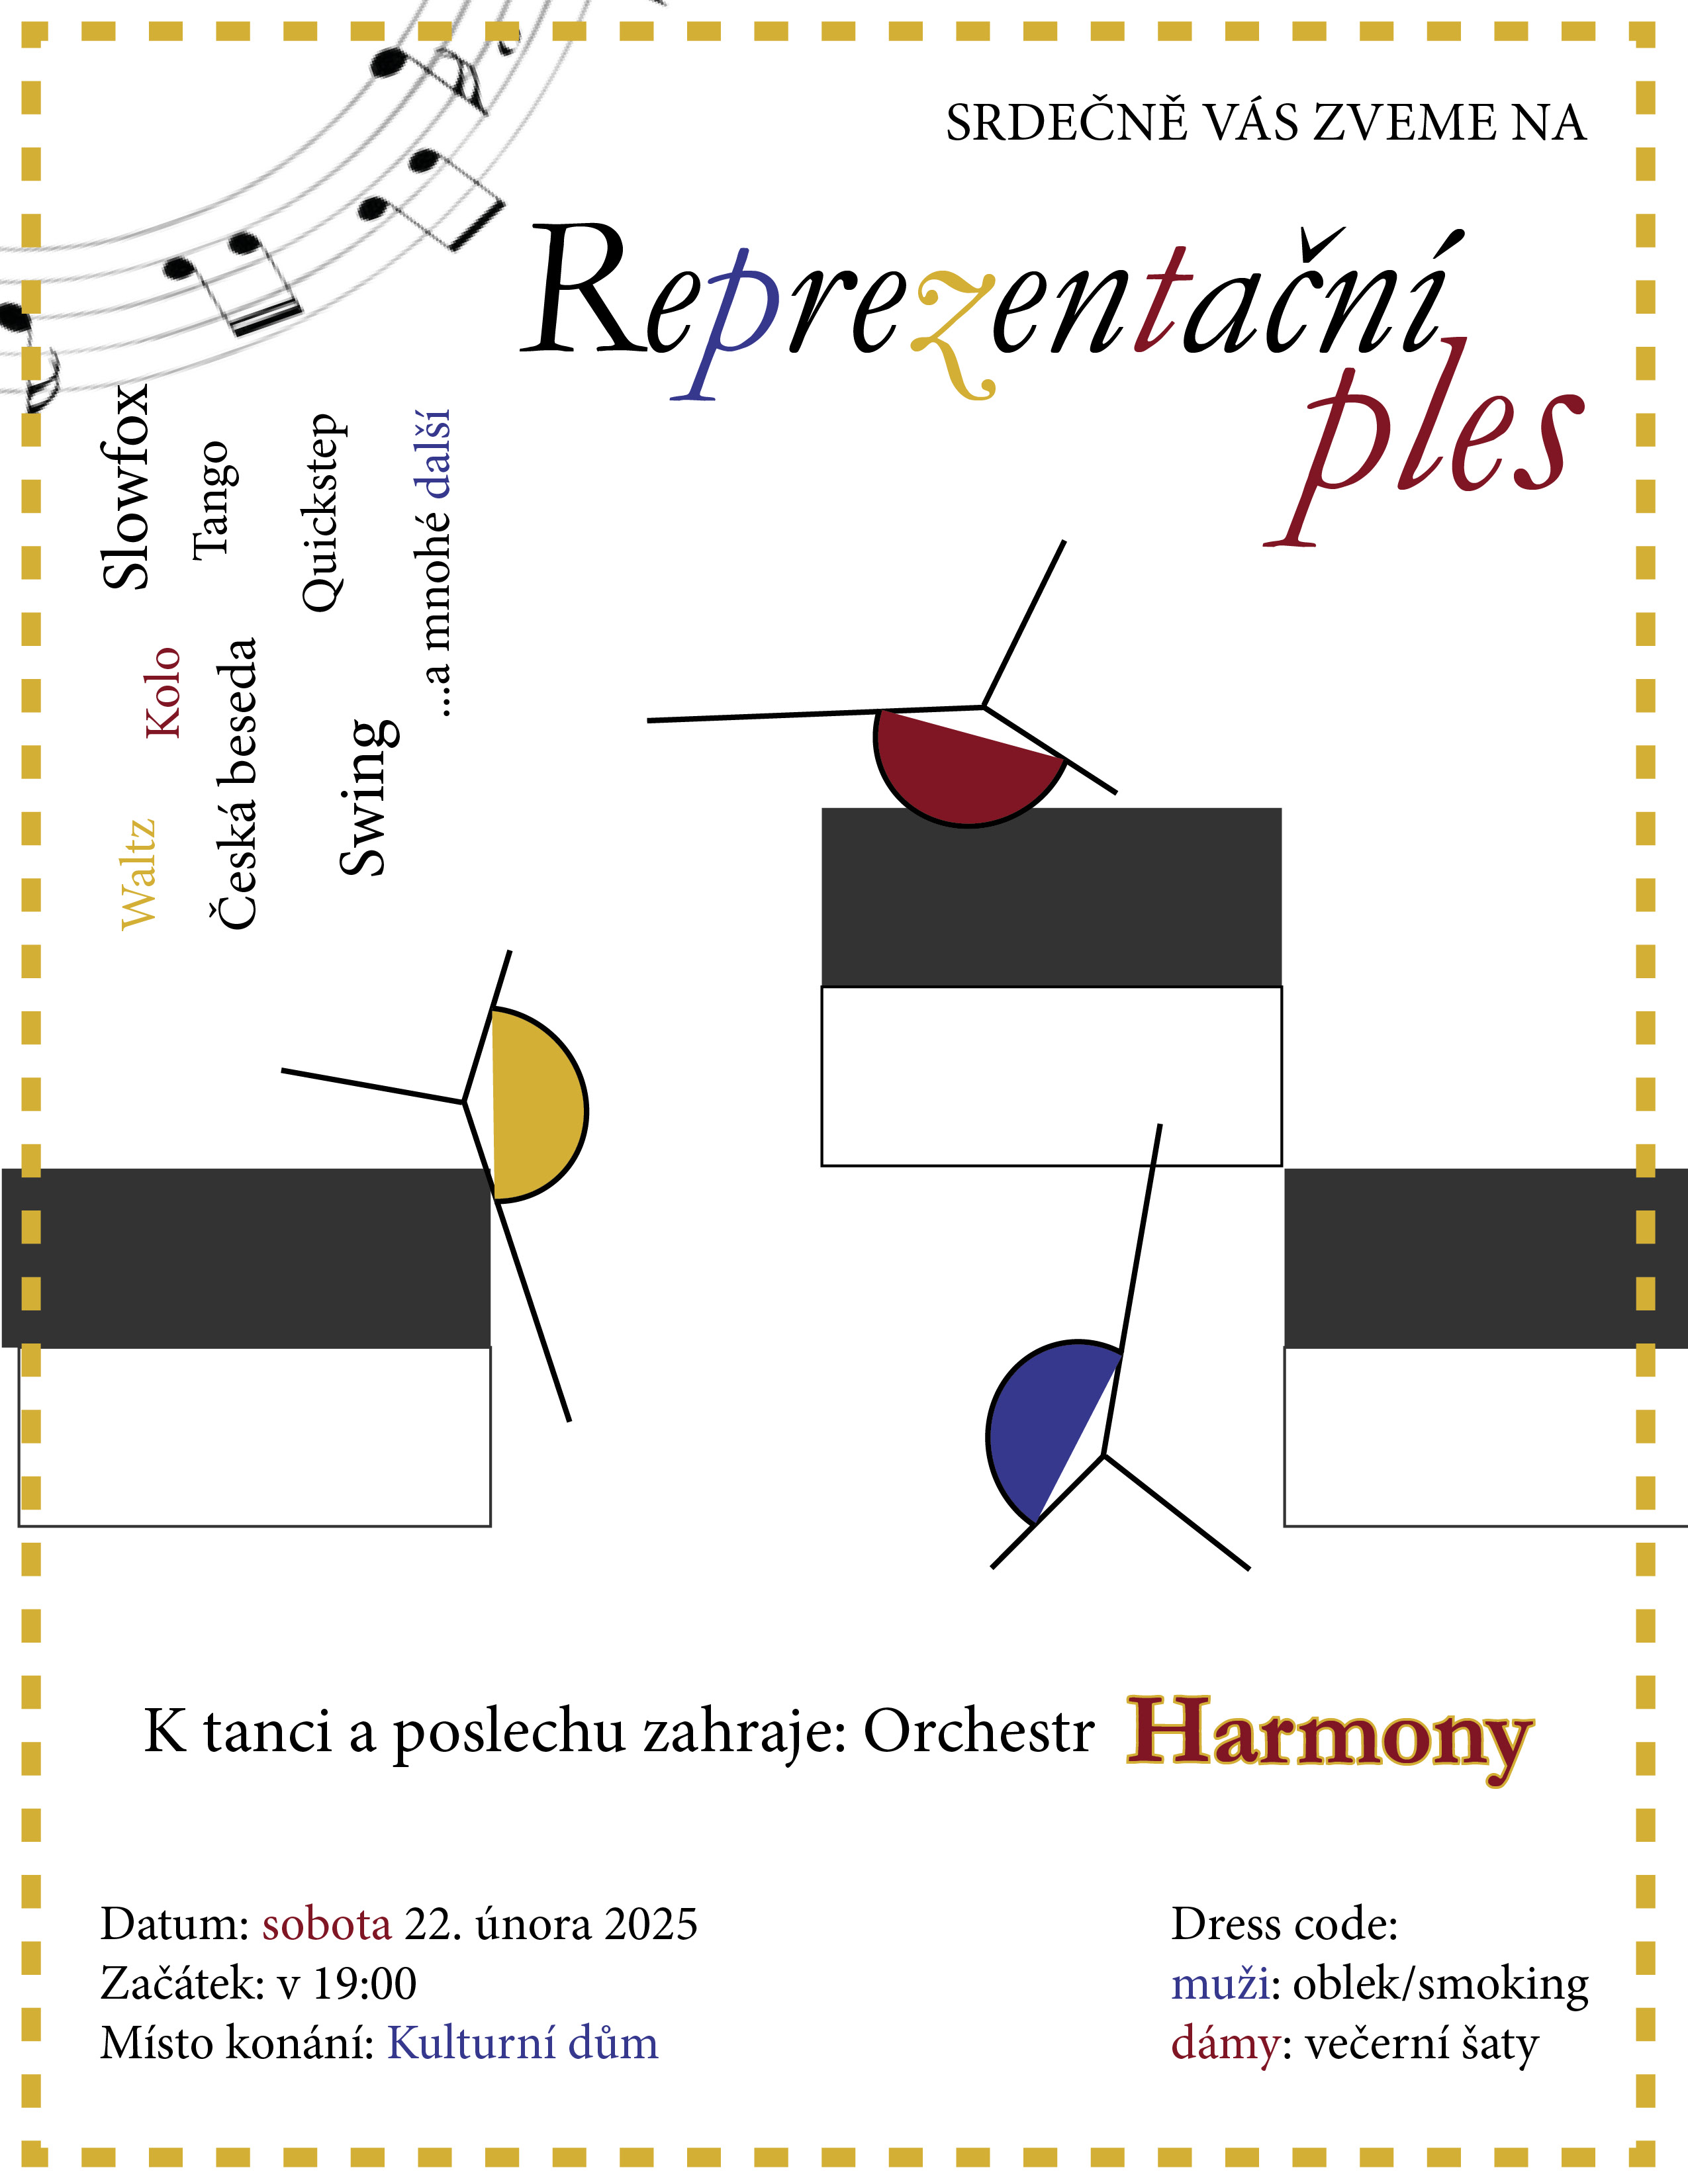 SRDEČNĚ VÁS ZVEME NA
Reprezentační
ples
Slowfox
Tango
Quickstep
...a mnohé další
Kolo
Česká beseda
Swing
Waltz
K tanci a poslechu zahraje: Orchestr Harmony
Datum: sobota 22. února 2025
Začátek: v 19:00
Místo konání: Kulturní dům
Dress code:
muži: oblek/smoking
dámy: večerní šaty